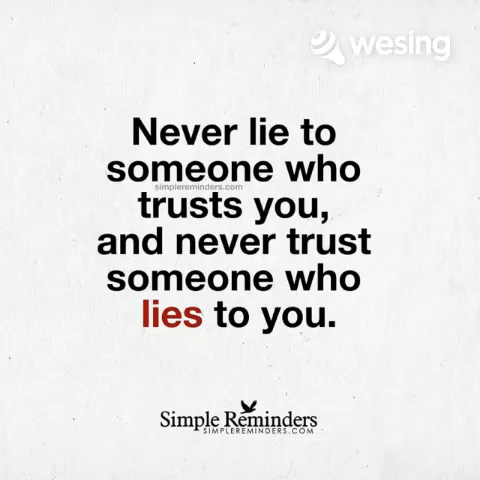 wesing
Never lie to
someone who
simplereminders.com
trusts you,
and never trust
someone who
lies to you.
Simple Reminders
SIMPLEREMINDERS.COM